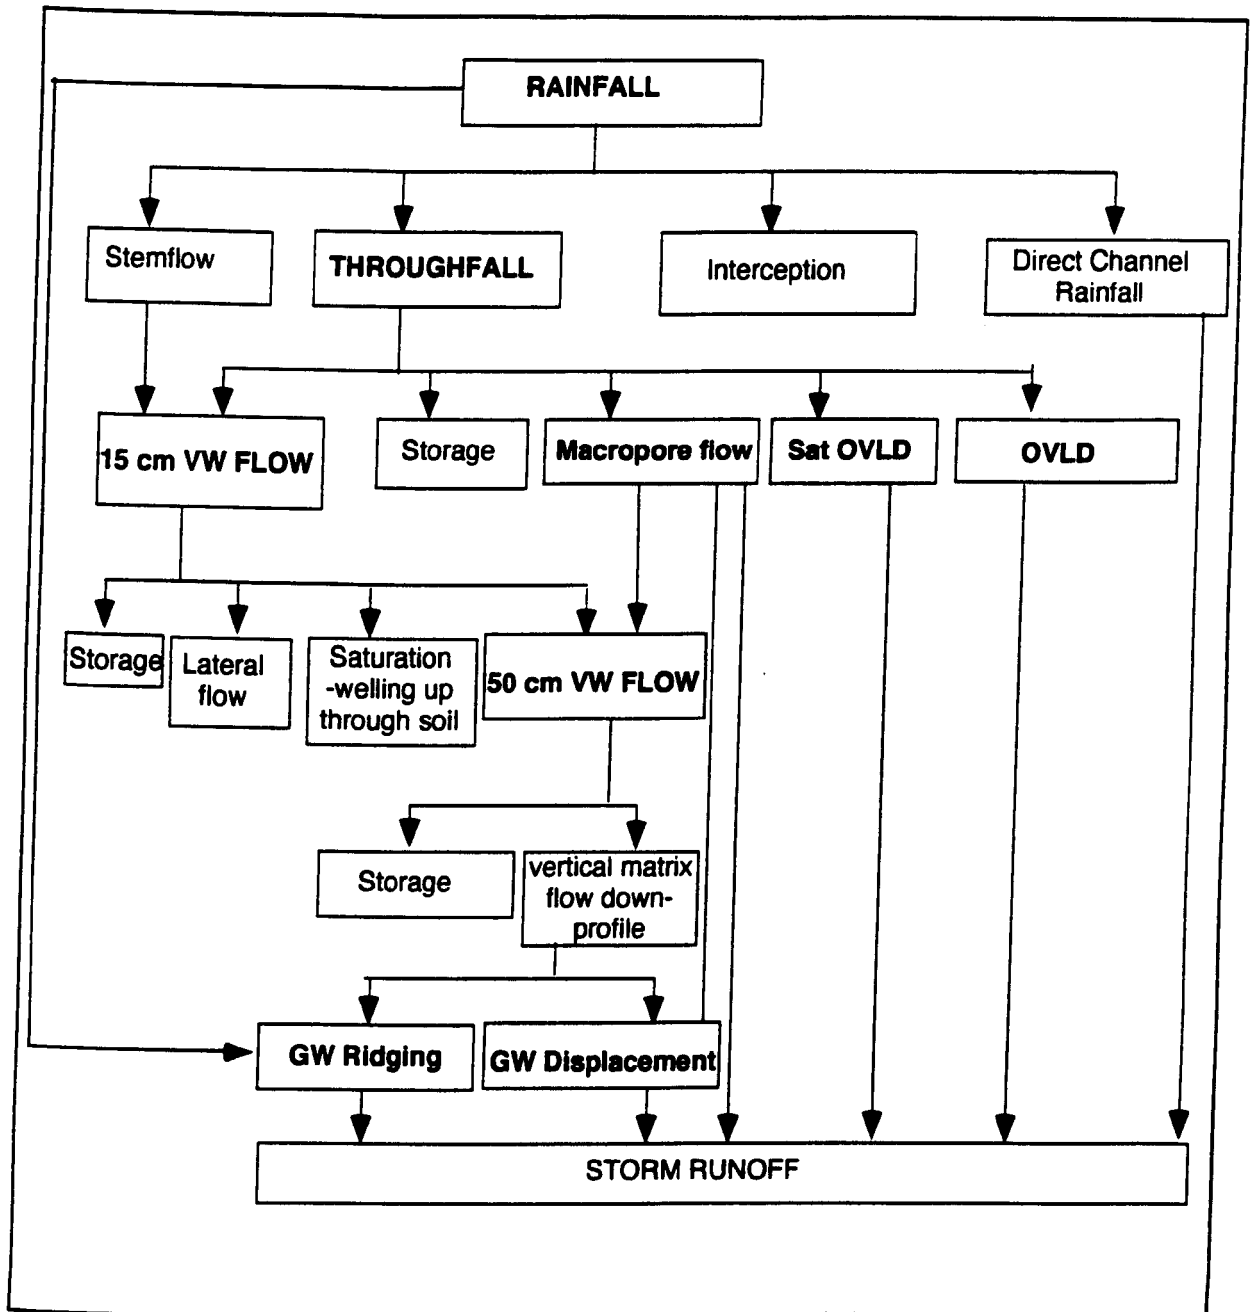 RAINFALL
Stemflow
THROUGHFALL
Interception
Direct Channel
Rainfall
15 cm VW FLOW
Storage
Macropore flow
Sat OVLD
OVLD
Storage
Lateral
flow
Saturation
-welling up
through soil
50 cm VW FLOW
Storage
vertical matrix
flow down-
profile
GW Ridging
GW Displacement
STORM RUNOFF